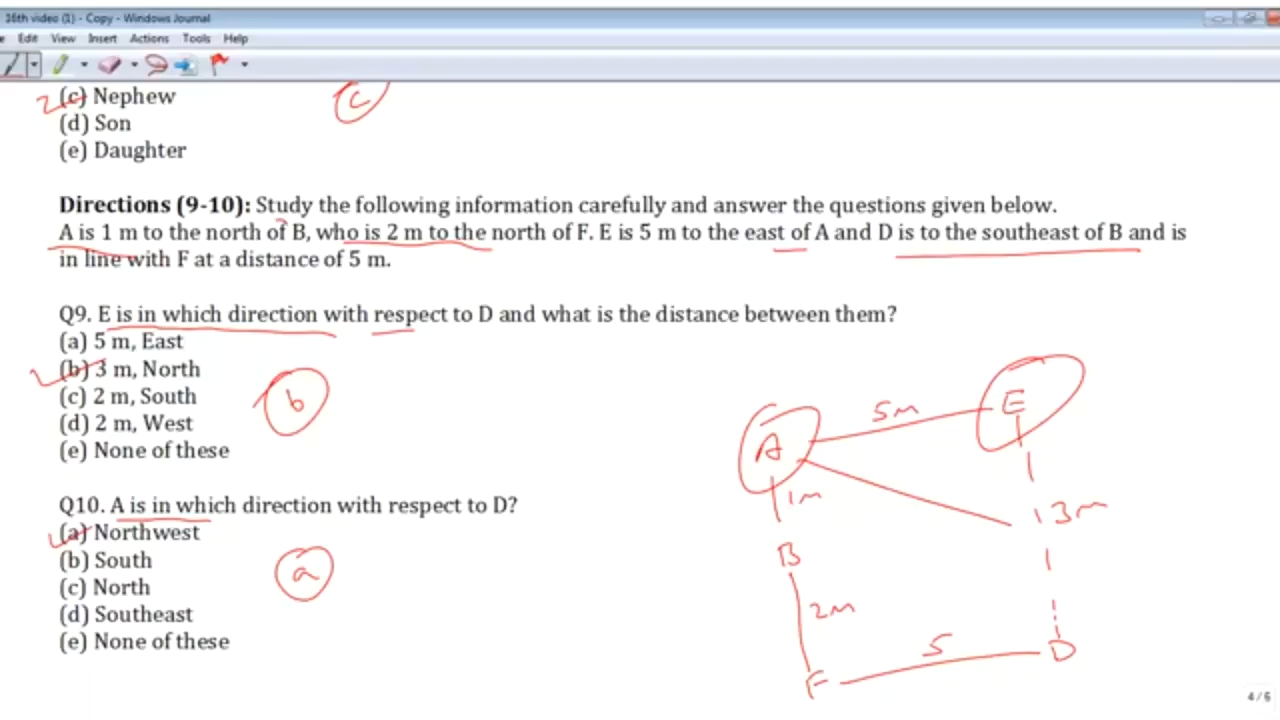 16th video (1) - Copy - Windows Journal
Edit View Insert Actions Tools Help
(c) Nephew
c
(d) Son
(e) Daughter
Directions (9-10): Study the following information carefully and answer the questions given below.
A is 1 m to the north of B, who is 2 m to the north of F. E is 5 m to the east of A and D is to the southeast of B and is
in line with F at a distance of 5 m.
Q9. E is in which direction with respect to D and what is the distance between them?
(a) 5 m, East
(b) 3 m, North
(c) 2 m, South
(d) 2 m, West
(e) None of these
b
Q10. A is in which direction with respect to D?
(a) Northwest
(b) South
(c) North
(d) Southeast
(e) None of these
a
A 5m E
1m
3m
B
2m
F 5 D
4 / 6